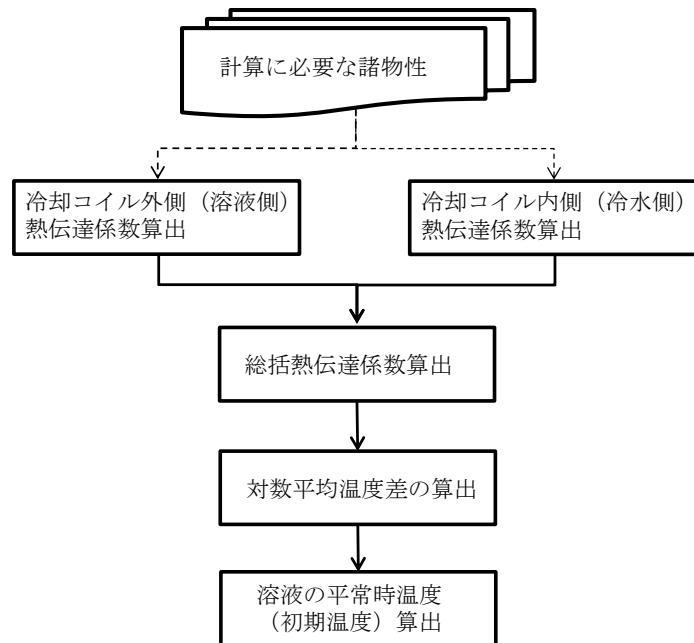 計算に必要な諸物性
冷却コイル外側（溶液側）
熱伝達係数算出
冷却コイル内側（冷水側）
熱伝達係数算出
総括熱伝達係数算出
対数平均温度差の算出
溶液の平常時温度
（初期温度）算出